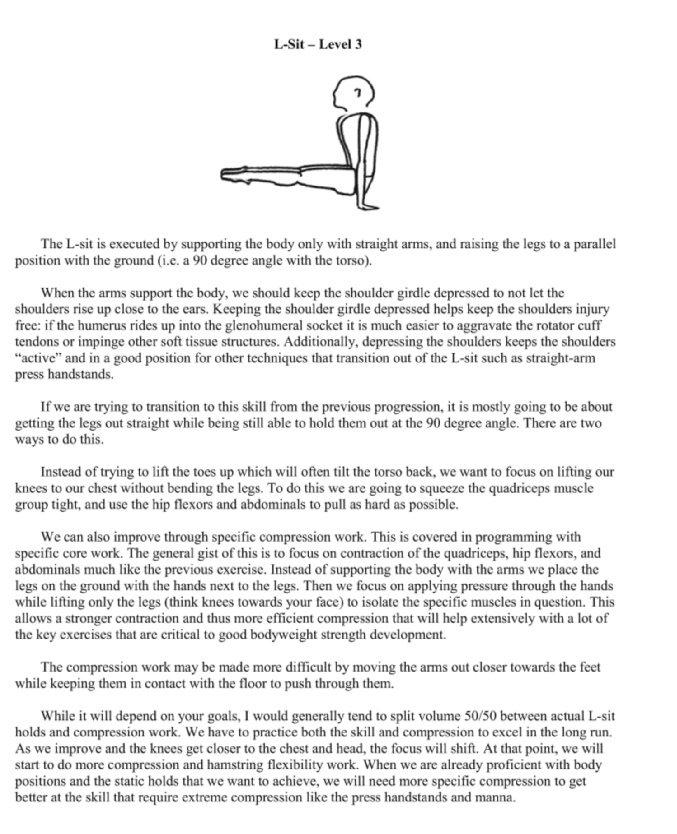 L-Sit – Level 3
The L-sit is executed by supporting the body only with straight arms, and raising the legs to a parallel
position with the ground (i.e. a 90 degree angle with the torso).
When the arms support the body, we should keep the shoulder girdle depressed to not let the
shoulders rise up close to the ears. Keeping the shoulder girdle depressed helps keep the shoulders injury
free: if the humerus rides up into the glenohumeral socket it is much easier to aggravate the rotator cuff
tendons or impinge other soft tissue structures. Additionally, depressing the shoulders keeps the shoulders
“active” and in a good position for other techniques that transition out of the L-sit such as straight-arm
press handstands.
If we are trying to transition to this skill from the previous progression, it is mostly going to be about
getting the legs out straight while being still able to hold them out at the 90 degree angle. There are two
ways to do this.
Instead of trying to lift the toes up which will often tilt the torso back, we want to focus on lifting our
knees to our chest without bending the legs. To do this we are going to squeeze the quadriceps muscle
group tight, and use the hip flexors and abdominals to pull as hard as possible.
We can also improve through specific compression work. This is covered in programming with
specific core work. The general gist of this is to focus on contraction of the quadriceps, hip flexors, and
abdominals much like the previous exercise. Instead of supporting the body with the arms we place the
legs on the ground with the hands next to the legs. Then we focus on applying pressure through the hands
while lifting only the legs (think knees towards your face) to isolate the specific muscles in question. This
allows a stronger contraction and thus more efficient compression that will help extensively with a lot of
the key exercises that are critical to good bodyweight strength development.
The compression work may be made more difficult by moving the arms out closer towards the feet
while keeping them in contact with the floor to push through them.
While it will depend on your goals, I would generally tend to split volume 50/50 between actual L-sit
holds and compression work. We have to practice both the skill and compression to excel in the long run.
As we improve and the knees get closer to the chest and head, the focus will shift. At that point, we will
start to do more compression and hamstring flexibility work. When we are already proficient with body
positions and the static holds that we want to achieve, we will need more specific compression to get
better at the skill that require extreme compression like the press handstands and manna.